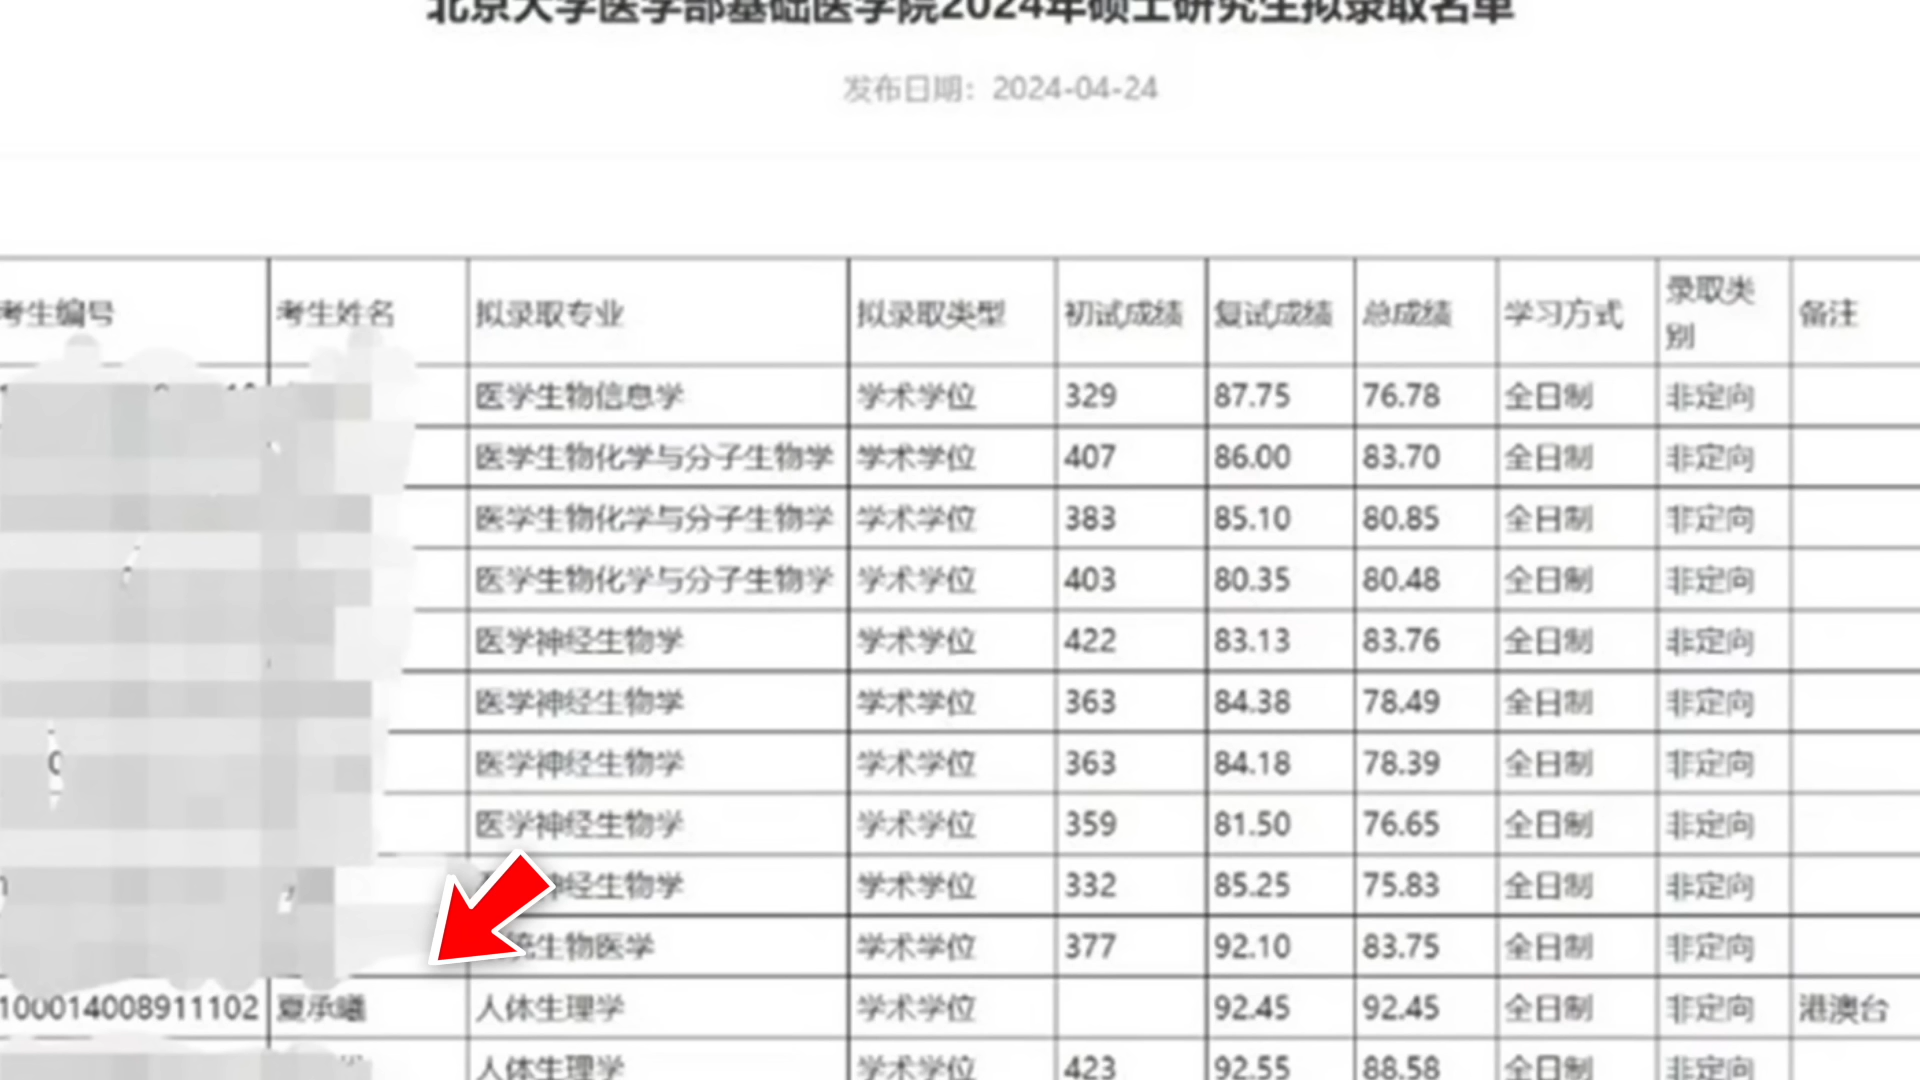 北京大学医学部基础医学院2024年硕士研究生拟录取名单
发布日期：2024-04-24
考生编号 考生姓名 拟录取专业 拟录取类型 初试成绩 复试成绩 总成绩 学习方式 录取类别 备注
医学生物信息学 学术学位 329 87.75 76.78 全日制 非定向
医学生物化学与分子生物学 学术学位 407 86.00 83.70 全日制 非定向
医学生物化学与分子生物学 学术学位 383 85.10 80.85 全日制 非定向
医学生物化学与分子生物学 学术学位 403 80.35 80.48 全日制 非定向
医学神经生物学 学术学位 422 83.13 83.76 全日制 非定向
医学神经生物学 学术学位 363 84.38 78.49 全日制 非定向
医学神经生物学 学术学位 363 84.18 78.39 全日制 非定向
医学神经生物学 学术学位 359 81.50 76.65 全日制 非定向
神经生物学 学术学位 332 85.25 75.83 全日制 非定向
统生物医学 学术学位 377 92.10 83.75 全日制 非定向
100014008911102 夏承曦 人体生理学 学术学位 92.45 92.45 全日制 非定向 港澳台
人体生理学 学术学位 423 92.55 88.58 全日制 非定向